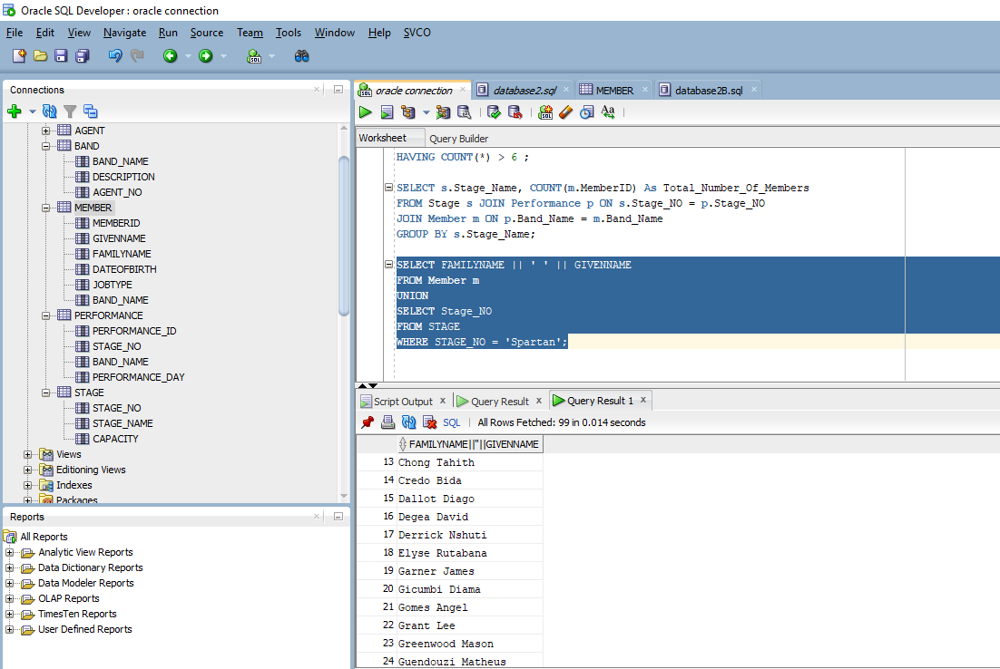 Oracle SQL Developer : oracle connection
File Edit View Navigate Run Source Team Tools Window Help SVCO
Connections
AGENT
BAND
BAND_NAME
DESCRIPTION
AGENT_NO
MEMBER
MEMBERID
GIVENNAME
FAMILYNAME
DATEOFBIRTH
JOBTYPE
BAND_NAME
PERFORMANCE
PERFORMANCE_ID
STAGE_NO
BAND_NAME
PERFORMANCE_DAY
STAGE
STAGE_NO
STAGE_NAME
CAPACITY
Views
Editioning Views
Indexes
Packages
Reports
All Reports
Analytic View Reports
Data Dictionary Reports
Data Modeler Reports
OLAP Reports
TimesTen Reports
User Defined Reports
oracle connection database2.sql MEMBER database2B.sql
Worksheet Query Builder
HAVING COUNT(*) > 6 ;
SELECT s.Stage_Name, COUNT(m.MemberID) As Total_Number_Of_Members
FROM Stage s JOIN Performance p ON s.Stage_NO = p.Stage_NO
JOIN Member m ON p.Band_Name = m.Band_Name
GROUP BY s.Stage_Name;
SELECT FAMILYNAME || ' ' || GIVENNAME
FROM Member m
UNION
SELECT Stage_NO
FROM STAGE
WHERE STAGE_NO = 'Spartan';
Script Output Query Result Query Result 1
SQL All Rows Fetched: 99 in 0.014 seconds
FAMILYNAME||''||GIVENNAME
13 Chong Tahith
14 Credo Bida
15 Dallot Diago
16 Degea David
17 Derrick Nshuti
18 Elyse Rutabana
19 Garner James
20 Gicumbi Diama
21 Gomes Angel
22 Grant Lee
23 Greenwood Mason
24 Guendouzi Matheus